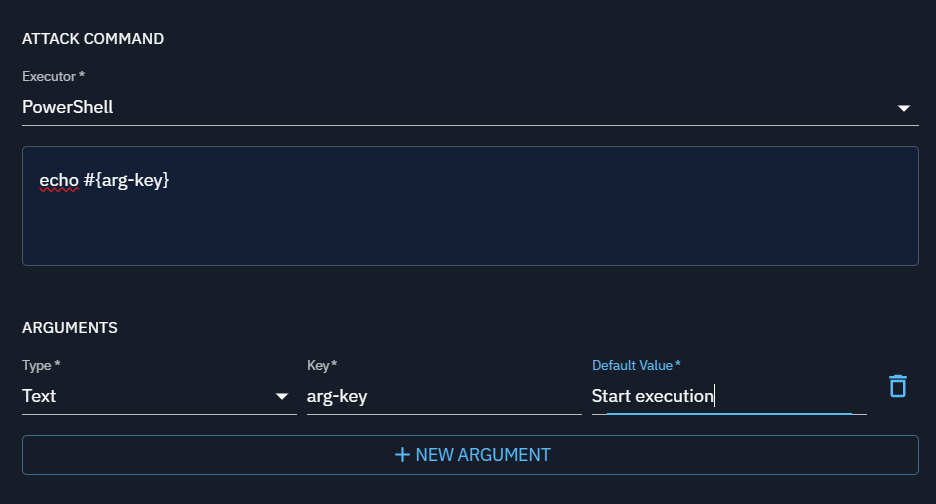 ATTACK COMMAND
Executor *
PowerShell
echo #{arg-key}
ARGUMENTS
Type * Key * Default Value *
Text arg-key Start execution
+ NEW ARGUMENT